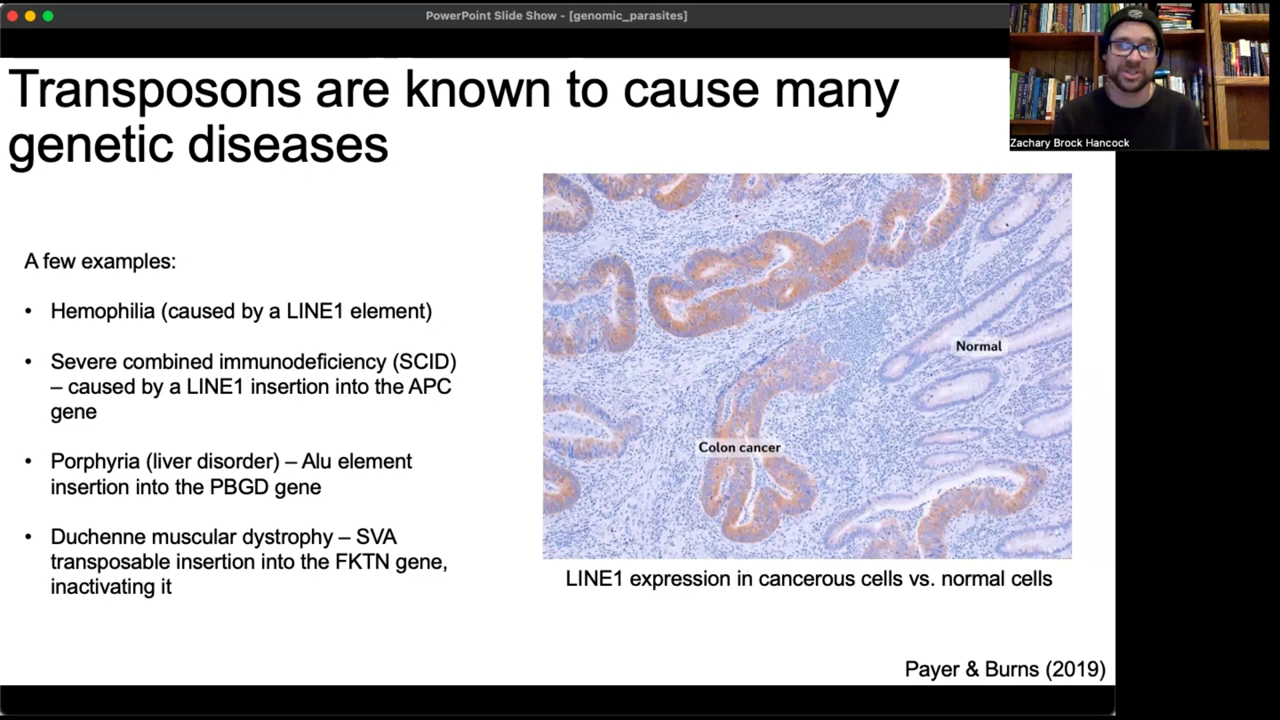 PowerPoint Slide Show - [genomic_parasites]
Zachary Brock Hancock
Transposons are known to cause many
genetic diseases
A few examples:
• Hemophilia (caused by a LINE1 element)
• Severe combined immunodeficiency (SCID)
– caused by a LINE1 insertion into the APC
gene
• Porphyria (liver disorder) – Alu element
insertion into the PBGD gene
• Duchenne muscular dystrophy – SVA
transposable insertion into the FKTN gene,
inactivating it
Normal
Colon cancer
LINE1 expression in cancerous cells vs. normal cells
Payer & Burns (2019)